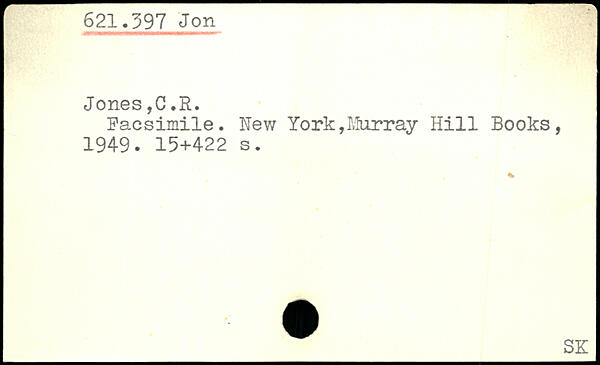 621.397 Jon
Jones,C.R.
Facsimile. New York,Murray Hill Books,
1949. 15+422 s.
SK